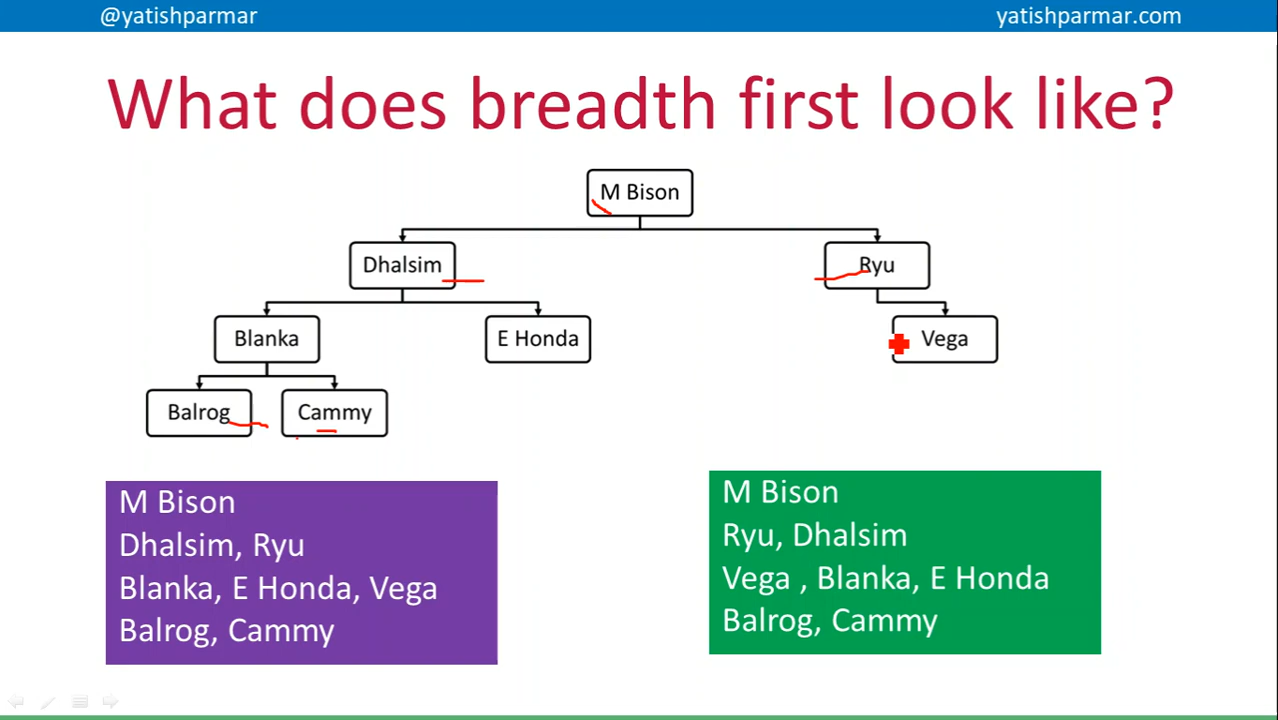 @yatishparmar yatishparmar.com
What does breadth first look like?
M Bison
Dhalsim Ryu
Blanka E Honda Vega
Balrog Cammy
M Bison
Dhalsim, Ryu
Blanka, E Honda, Vega
Balrog, Cammy
M Bison
Ryu, Dhalsim
Vega , Blanka, E Honda
Balrog, Cammy